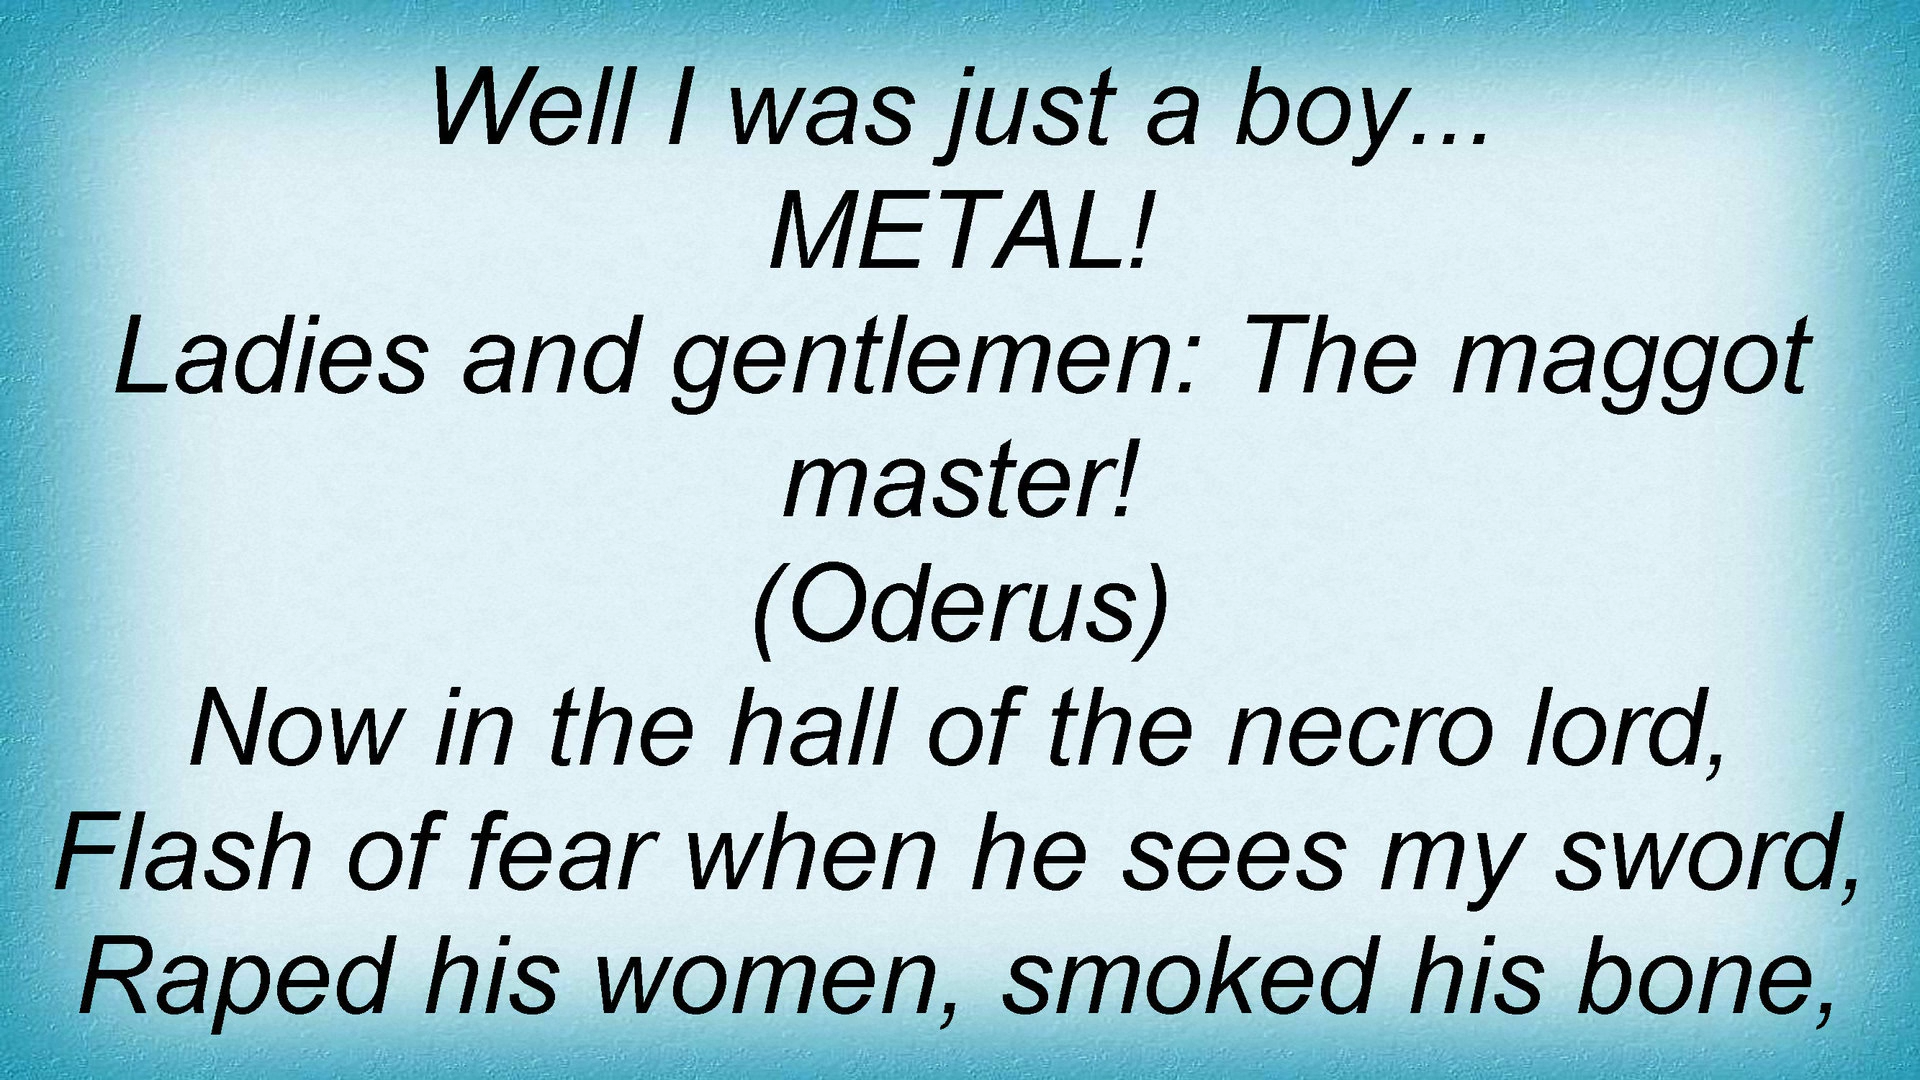 Well I was just a boy...
METAL!
Ladies and gentlemen: The maggot
master!
(Oderus)
Now in the hall of the necro lord,
Flash of fear when he sees my sword,
Raped his women, smoked his bone,